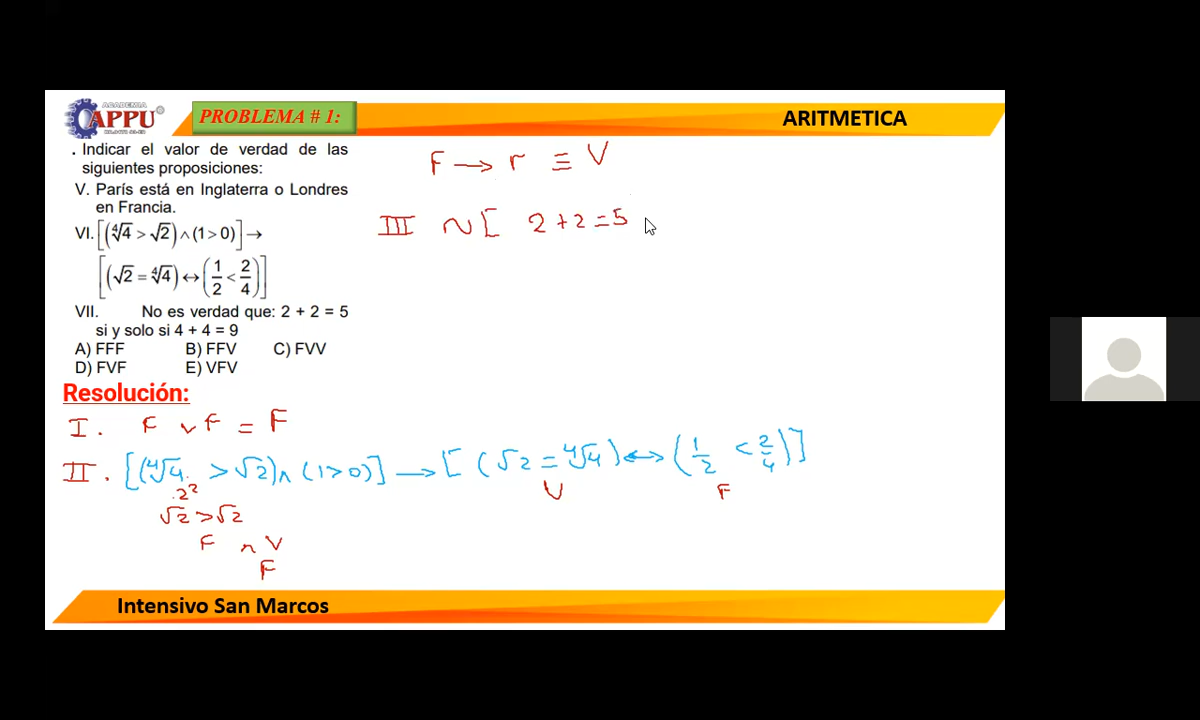 ACADEMIA
APPU
PROBLEMA # 1:
ARITMETICA
. Indicar el valor de verdad de las
siguientes proposiciones:
V. París está en Inglaterra o Londres
en Francia.
VI. [(∜4 > √2) ∧ (1 > 0)] →
[(√2 = ∜4) ↔ (1/2 < 2/4)]
VII. No es verdad que: 2 + 2 = 5
si y solo si 4 + 4 = 9
A) FFF B) FFV C) FVV
D) FVF E) VFV
F → r ≡ V
III ~[ 2+2=5
Resolución:
I. F ∨ F = F
II. [(∜4 > √2) ∧ (1 > 0)] → [(√2 = ∜4) ↔ (1/2 < 2/4)]
2² V F
√2 > √2
F ∧ V
F
Intensivo San Marcos